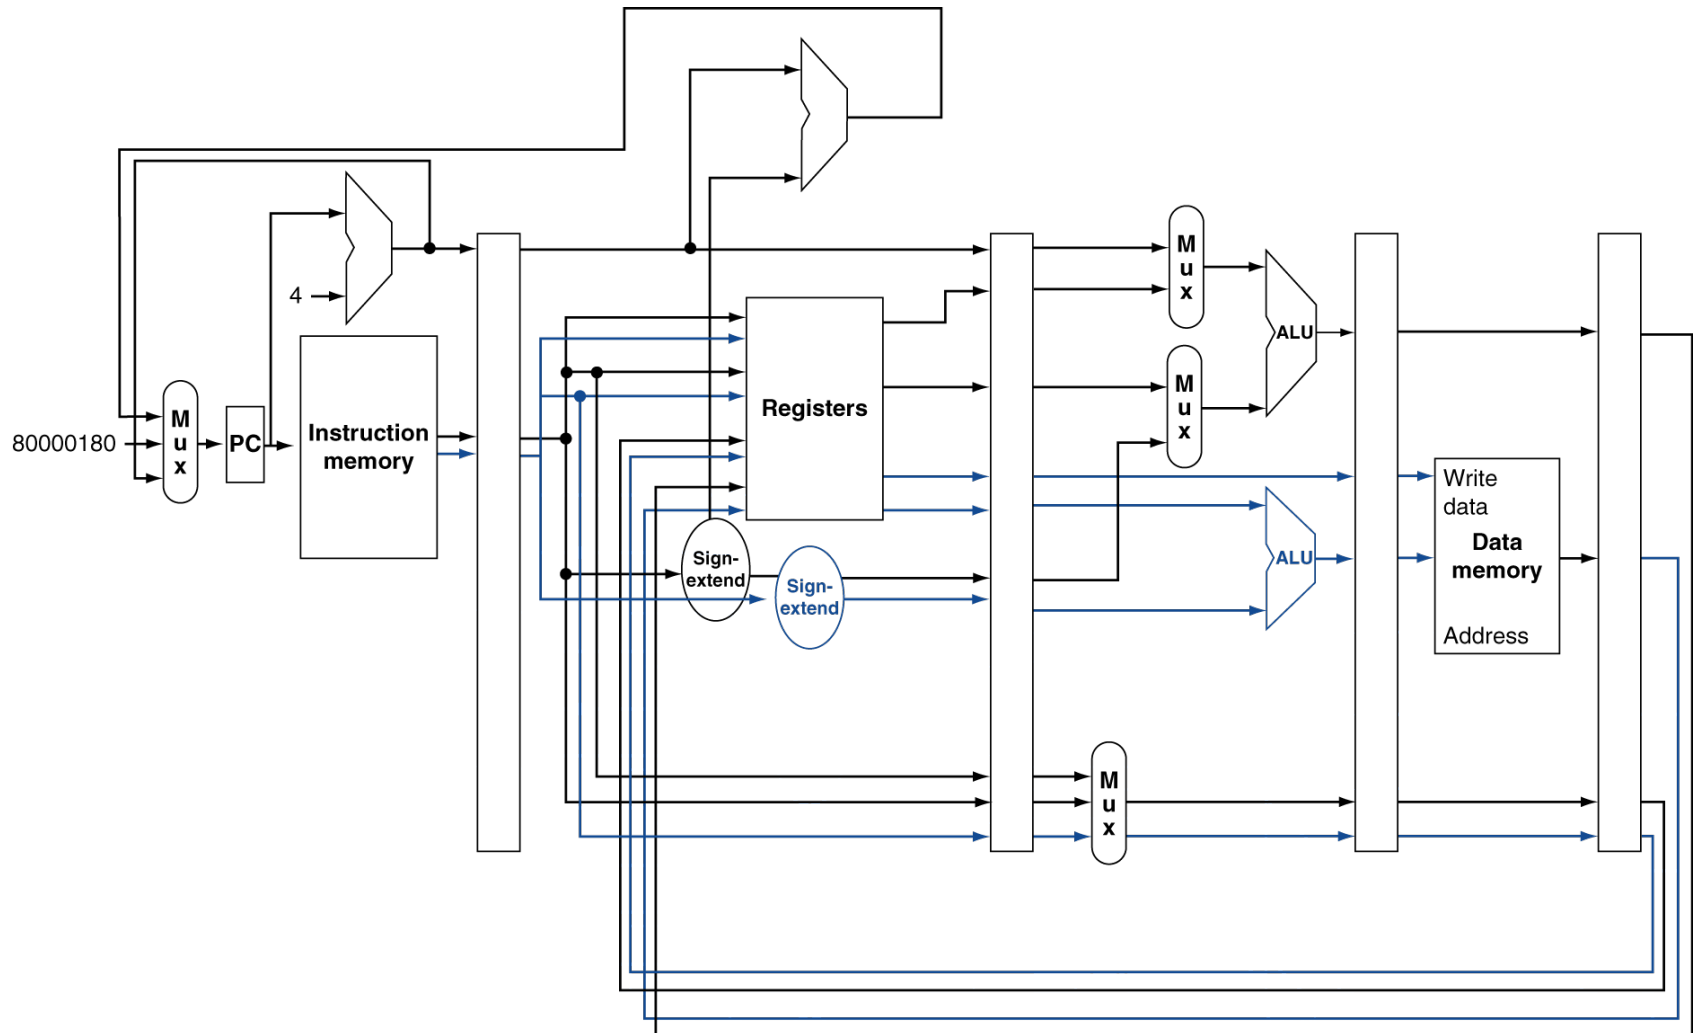 M
u
x
ALU
4
M
u
x
Registers
80000180
M
u
x
PC
Instruction
memory
Write
data
Data
memory
Address
Sign-
extend
Sign-
extend
ALU
M
u
x